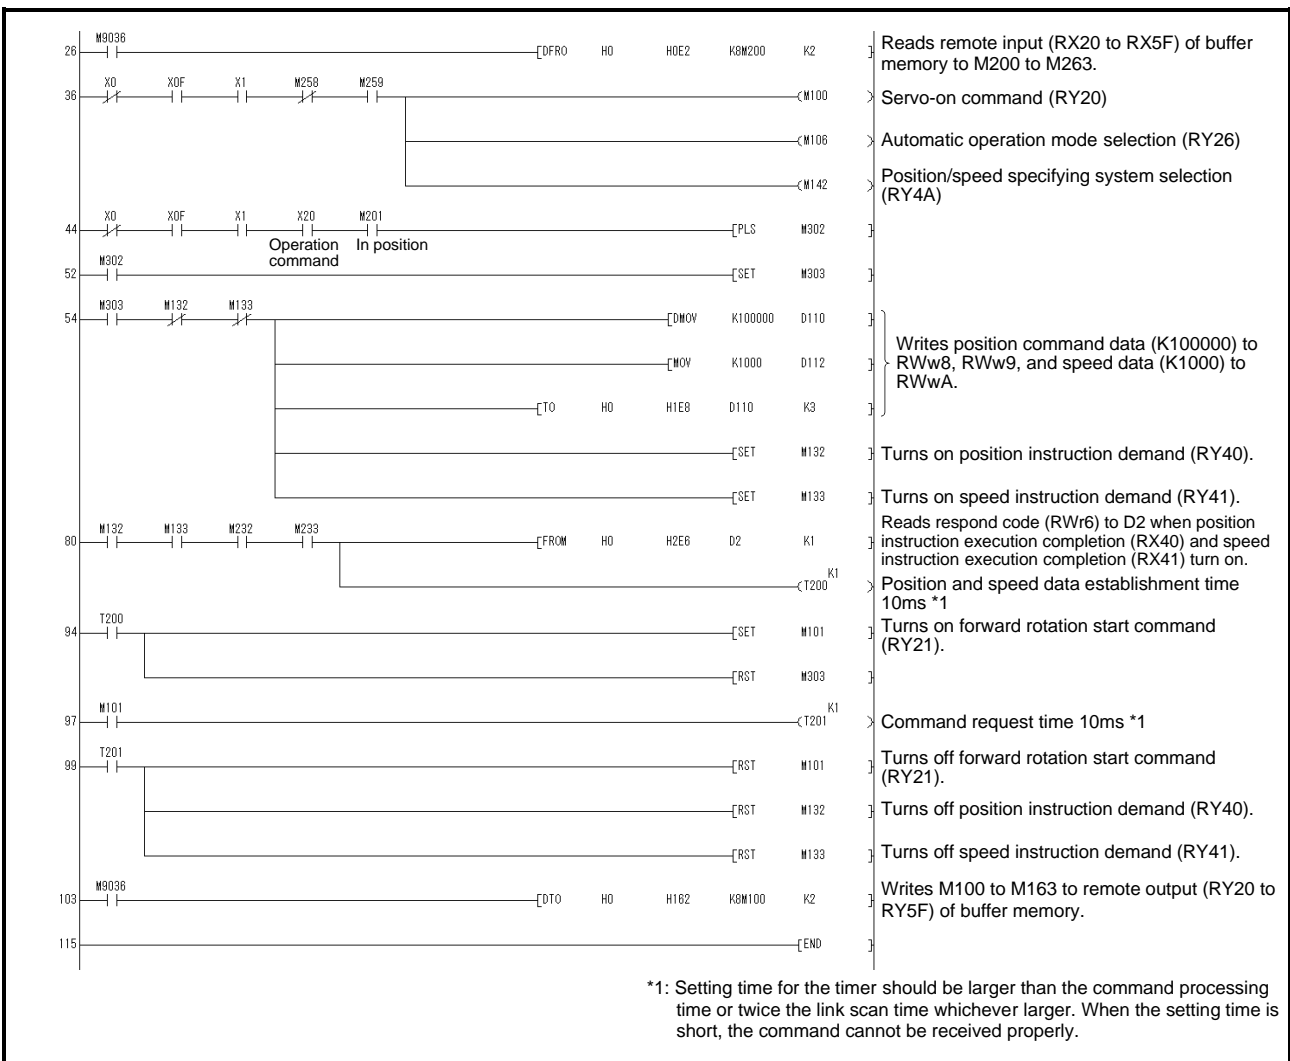 M9036
26 [DFRO H0 H0E2 K8M200 K2 ] Reads remote input (RX20 to RX5F) of buffer
memory to M200 to M263.
X0 X0F X1 M258 M259
36 (M100 ) Servo-on command (RY20)
(M106 ) Automatic operation mode selection (RY26)
(M142 ) Position/speed specifying system selection
(RY4A)
X0 X0F X1 X20 M201
44 [PLS M302 ]
Operation In position
command
M302
52 [SET M303 ]
M303 M132 M133
54 [DMOV K100000 D110 ]
Writes position command data (K100000) to
[MOV K1000 D112 ] RWw8, RWw9, and speed data (K1000) to
RWwA.
[TO H0 H1E8 D110 K3 ]
[SET M132 ] Turns on position instruction demand (RY40).
[SET M133 ] Turns on speed instruction demand (RY41).
M132 M133 M232 M233 Reads respond code (RWr6) to D2 when position
80 [FROM H0 H2E6 D2 K1 ] instruction execution completion (RX40) and speed
instruction execution completion (RX41) turn on.
K1
(T200 ) Position and speed data establishment time
10ms *1
T200
94 [SET M101 ] Turns on forward rotation start command
(RY21).
[RST M303 ]
M101 K1
97 (T201 ) Command request time 10ms *1
T201
99 [RST M101 ] Turns off forward rotation start command
(RY21).
[RST M132 ] Turns off position instruction demand (RY40).
[RST M133 ] Turns off speed instruction demand (RY41).
M9036
103 [DTO H0 H162 K8M100 K2 ] Writes M100 to M163 to remote output (RY20 to
RY5F) of buffer memory.
115 [END ]
*1: Setting time for the timer should be larger than the command processing
time or twice the link scan time whichever larger. When the setting time is
short, the command cannot be received properly.